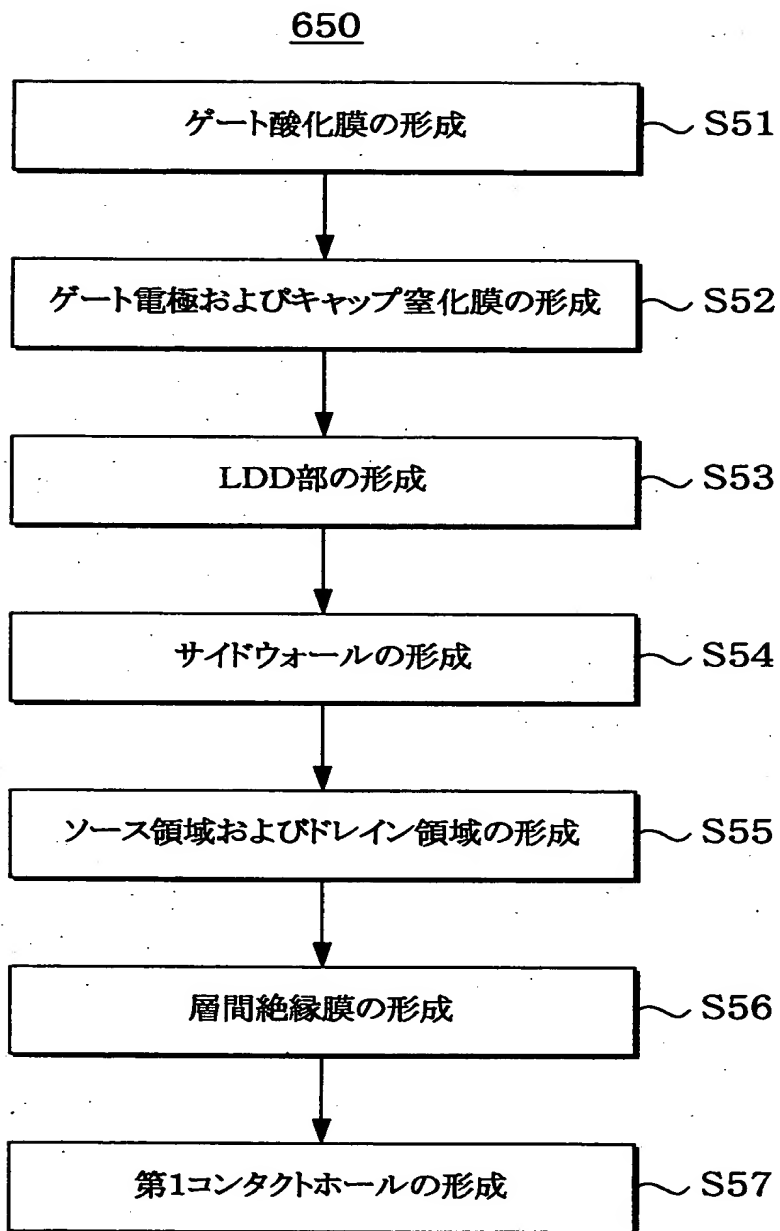 650
ゲート酸化膜の形成 S51
ゲート電極およびキャップ窒化膜の形成 S52
LDD部の形成 S53
サイドウォールの形成 S54
ソース領域およびドレイン領域の形成 S55
層間絶縁膜の形成 S56
第1コンタクトホールの形成 S57